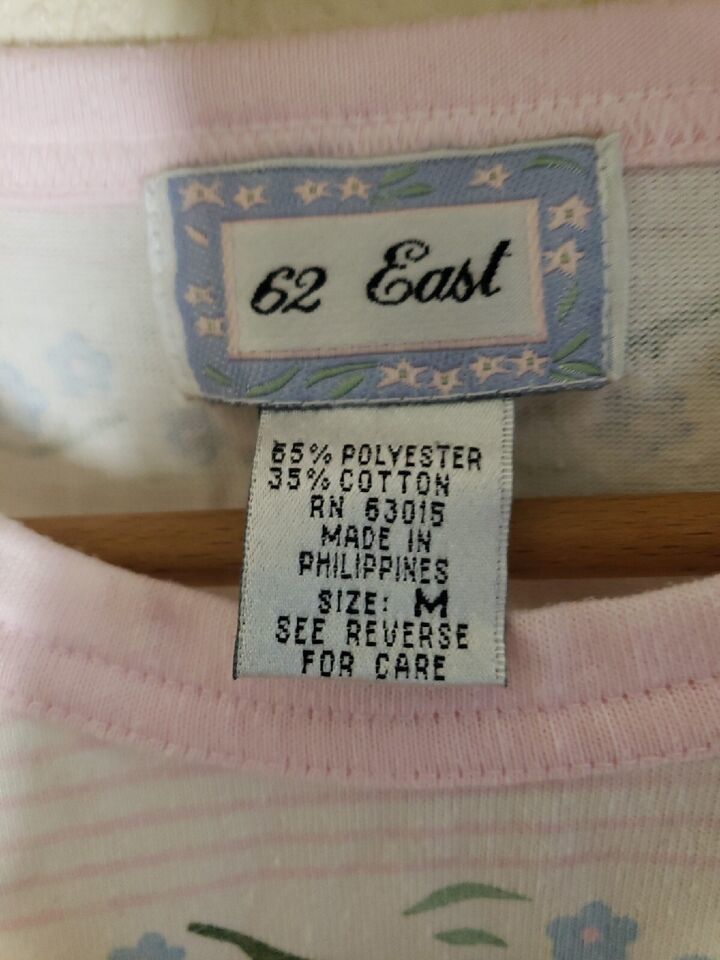 62 East
65% POLYESTER
35% COTTON
RN 63015
MADE IN
PHILIPPINES
SIZE: M
SEE REVERSE
FOR CARE